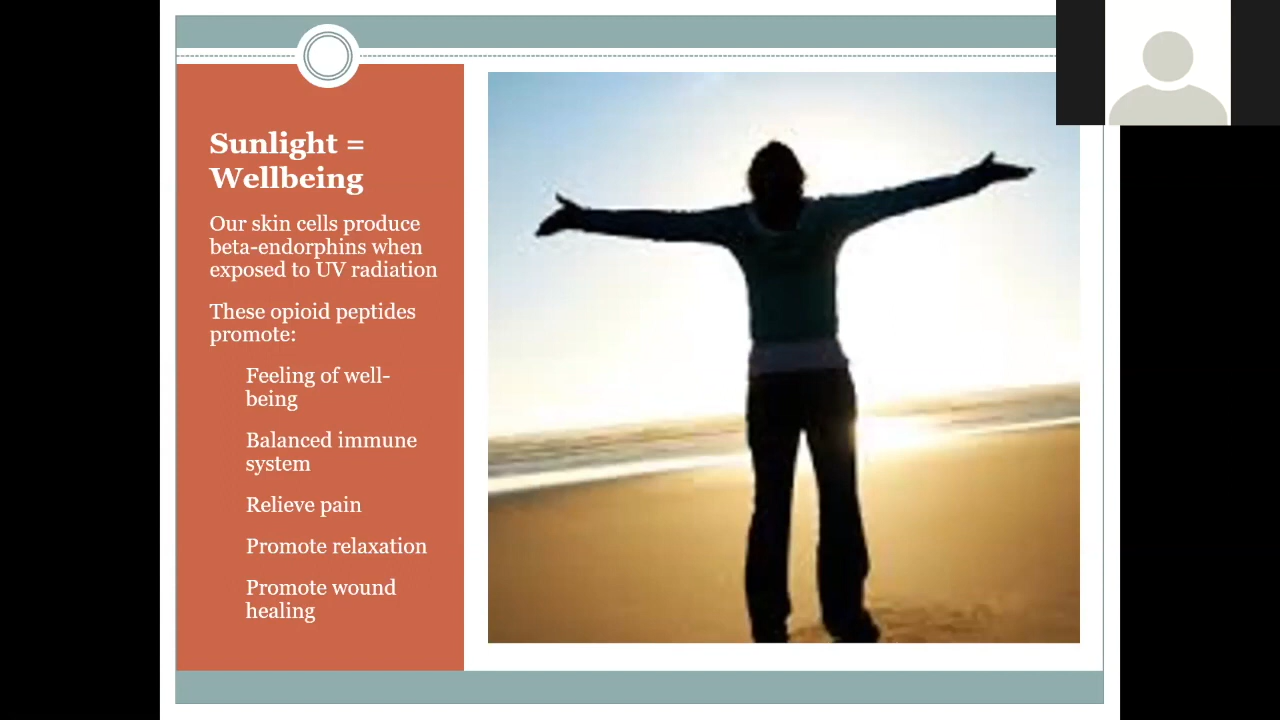 Sunlight =
Wellbeing
Our skin cells produce
beta-endorphins when
exposed to UV radiation
These opioid peptides
promote:
Feeling of well-
being
Balanced immune
system
Relieve pain
Promote relaxation
Promote wound
healing